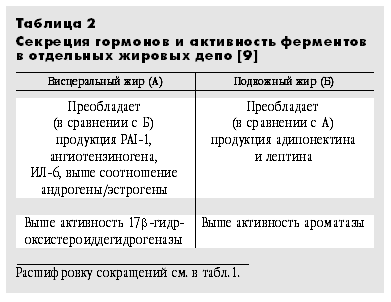 Таблица 2
Секреция гормонов и активность ферментов
в отдельных жировых депо [9]
Висцеральный жир (А)
Подкожный жир (Б)
Преобладает
(в сравнении с Б)
продукция PAI-1,
ангиотензиногена,
ИЛ-6, выше соотношение
андрогены/эстрогены
Преобладает
(в сравнении с А)
продукция адипонектина
и лептина
Выше активность 17β-гидр-
оксистероиддегидрогеназы
Выше активность ароматазы
Расшифровку сокращений см. в табл. 1.